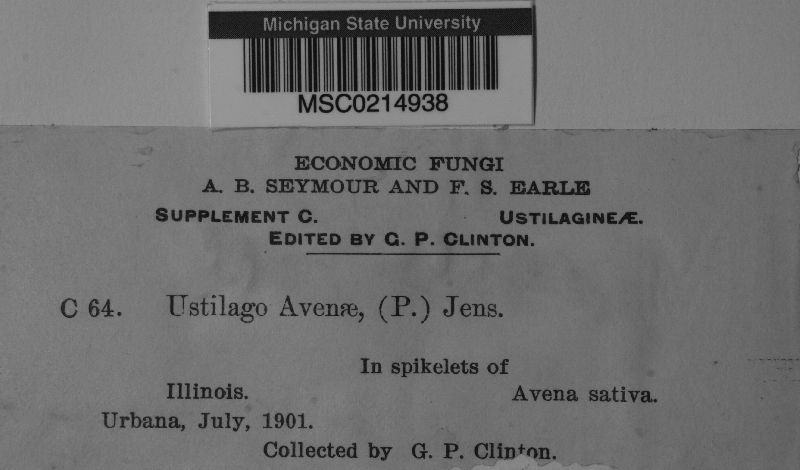 Michigan State University
MSC0214938
ECONOMIC FUNGI
A. B. SEYMOUR AND F. S. EARLE
SUPPLEMENT C. USTILAGINEÆ.
EDITED BY G. P. CLINTON.
C 64. Ustilago Avenæ, (P.) Jens.
In spikelets of
Illinois. Avena sativa.
Urbana, July, 1901.
Collected by G. P. Clinton.